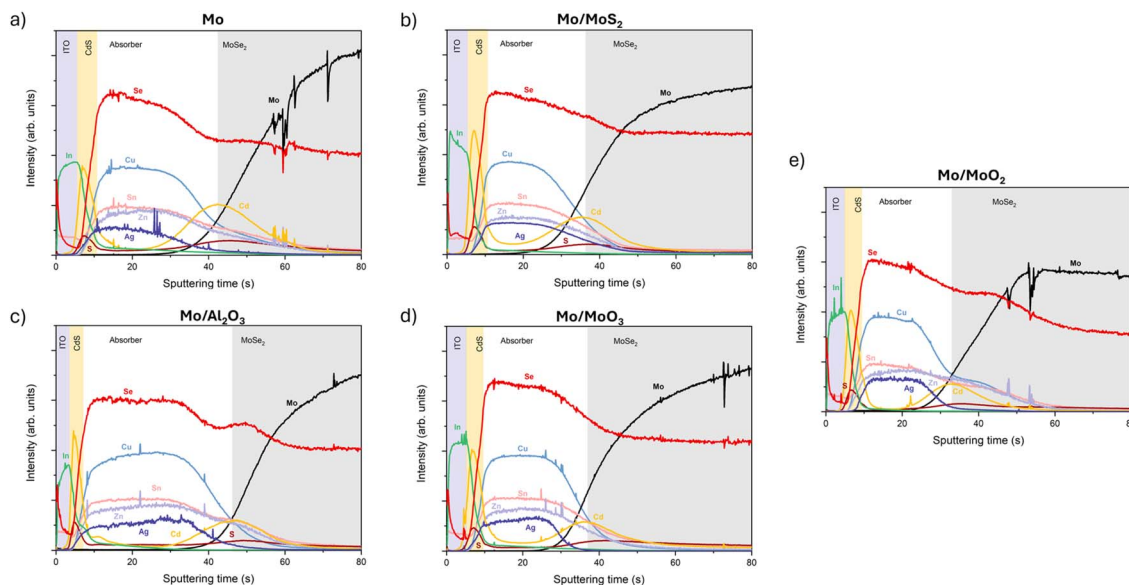 a)
Mo
ITO
CdS
Absorber
MoSe₂
Se
In
Cu
Sn
Zn
Ag
S
Cd
Mo
Intensity (arb. units)
0 20 40 60 80
Sputtering time (s)
b)
Mo/MoS₂
ITO
CdS
Absorber
MoSe₂
Se
In
Cu
Sn
Zn
Ag
S
Cd
Mo
Intensity (arb. units)
0 20 40 60 80
Sputtering time (s)
c)
Mo/Al₂O₃
ITO
CdS
Absorber
MoSe₂
Se
In
Cu
Sn
Zn
Ag
Cd
S
Mo
Intensity (arb. units)
0 20 40 60 80
Sputtering time (s)
d)
Mo/MoO₃
ITO
CdS
Absorber
MoSe₂
Se
In
Cu
Sn
Zn
Ag
S
Cd
Mo
Intensity (arb. units)
0 20 40 60 80
Sputtering time (s)
e)
Mo/MoO₂
ITO
CdS
Absorber
MoSe₂
Se
In
Cu
Sn
Zn
Ag
S
Cd
Mo
Intensity (arb. units)
0 20 40 60 80
Sputtering time (s)